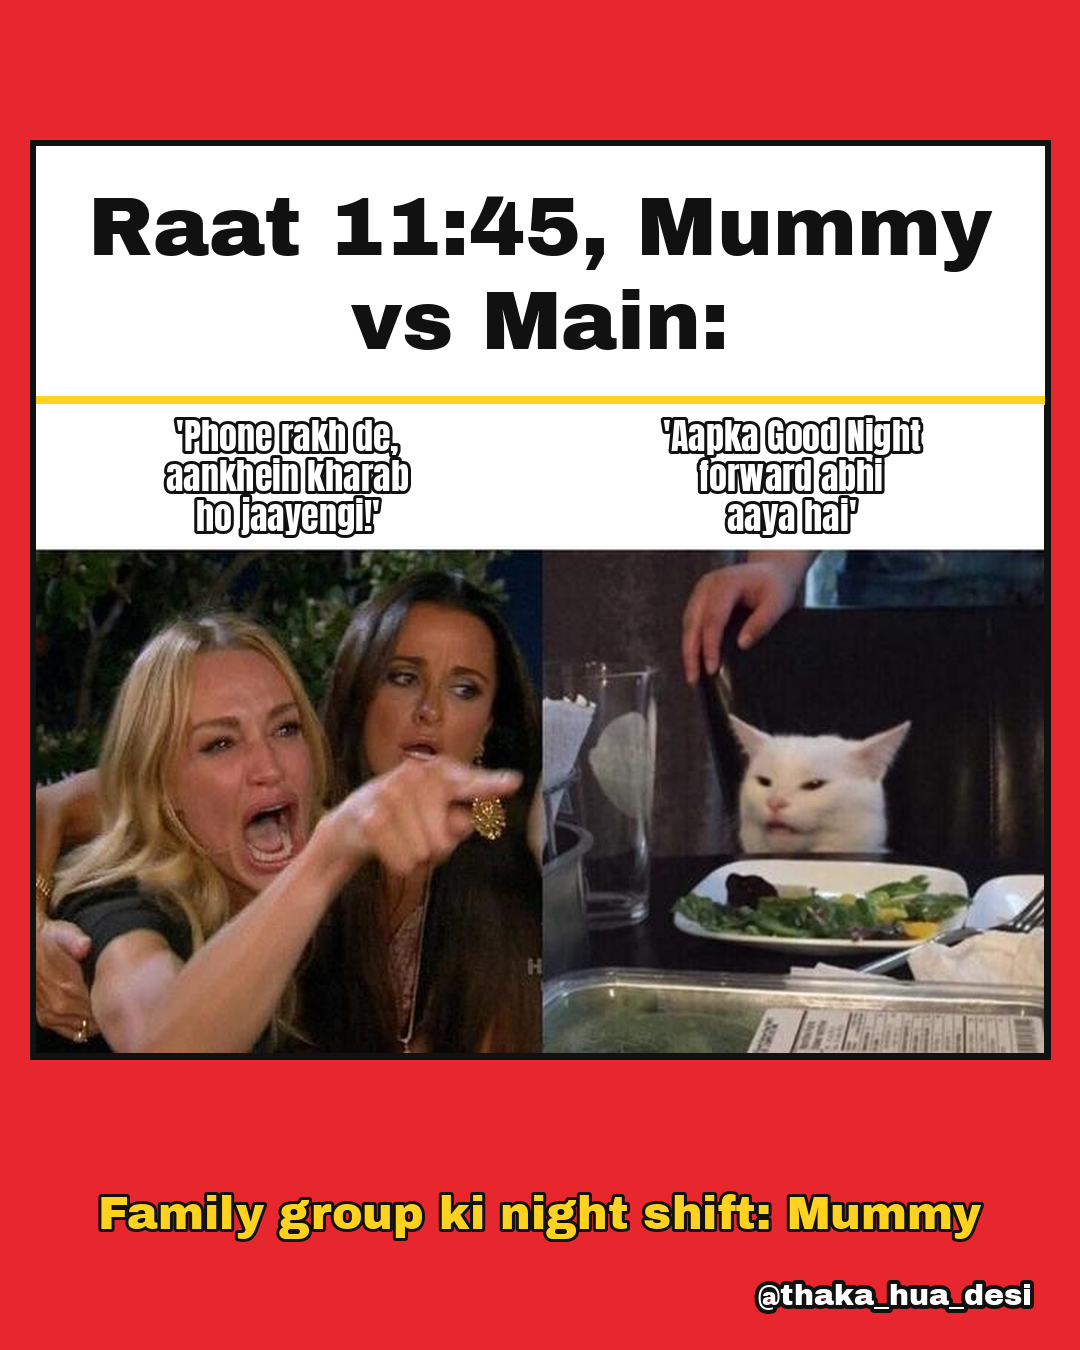 Raat 11:45, Mummy
vs Main:
'Phone rakh de,
aankhein kharab
ho jaayengi!'
'Aapka Good Night
forward abhi
aaya hai'
H
Family group ki night shift: Mummy
@thaka_hua_desi